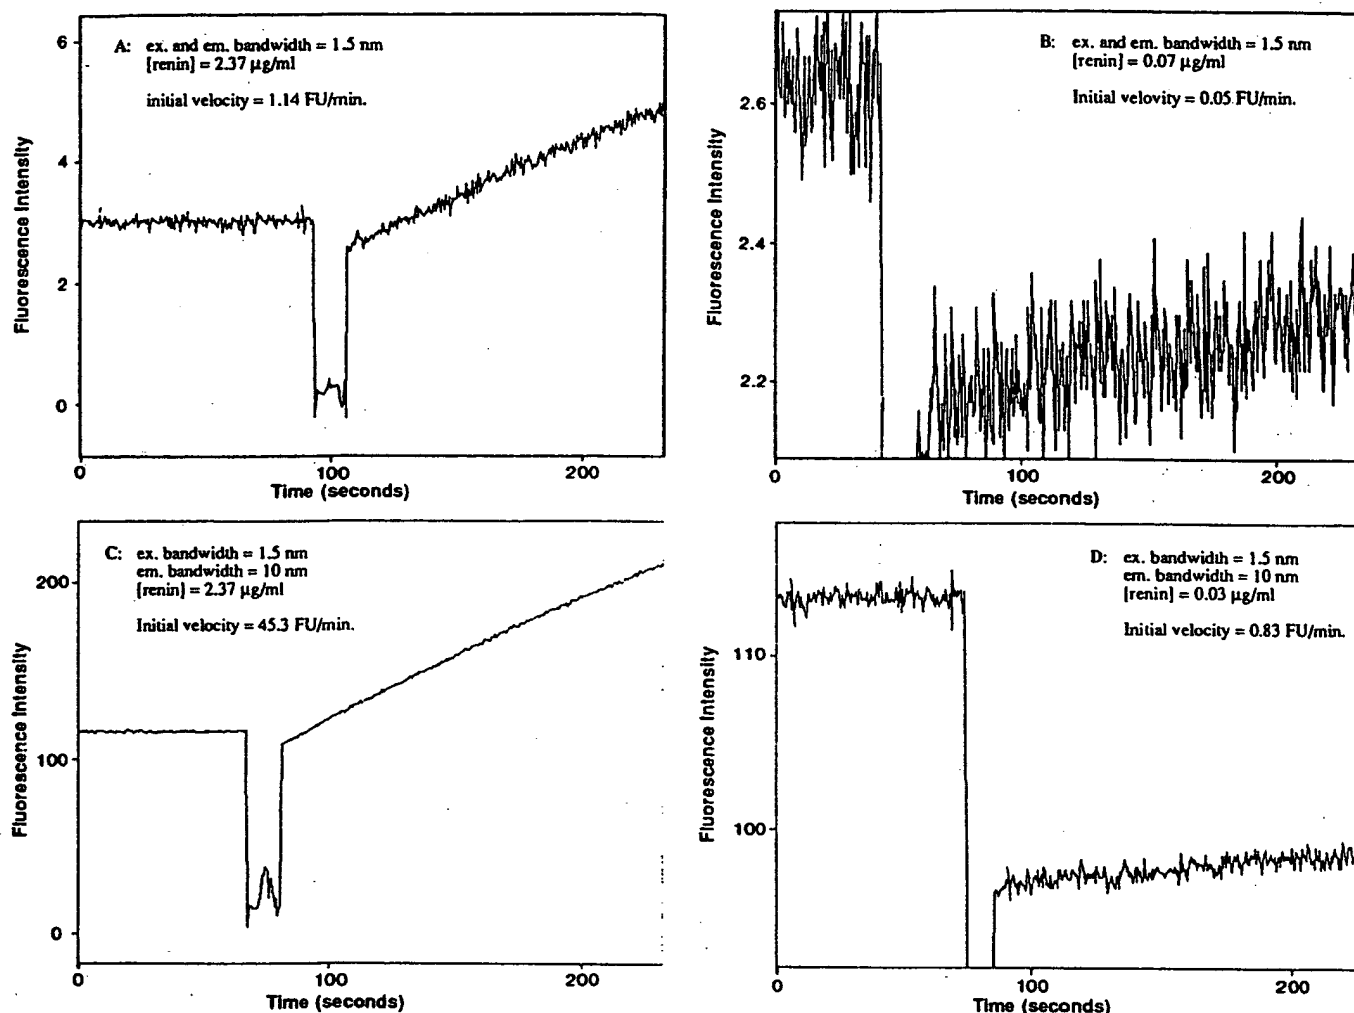 A: ex. and em. bandwidth = 1.5 nm
[renin] = 2.37 µg/ml
initial velocity = 1.14 FU/min.
Fluorescence Intensity
6
4
2
0
0 100 200
Time (seconds)
B: ex. and em. bandwidth = 1.5 nm
[renin] = 0.07 µg/ml
Initial velovity = 0.05 FU/min.
Fluorescence Intensity
2.6
2.4
2.2
0 100 200
Time (seconds)
C: ex. bandwidth = 1.5 nm
em. bandwidth = 10 nm
[renin] = 2.37 µg/ml
Initial velocity = 45.3 FU/min.
Fluorescence Intensity
200
100
0
0 100 200
Time (seconds)
D: ex. bandwidth = 1.5 nm
em. bandwidth = 10 nm
[renin] = 0.03 µg/ml
Initial velocity = 0.83 FU/min.
Fluorescence Intensity
110
100
0 100 200
Time (seconds)